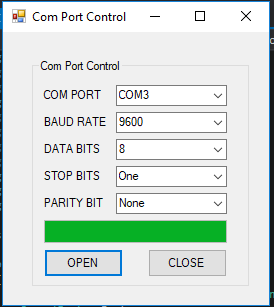 Com Port Control
Com Port Control
COM PORT COM3
BAUD RATE 9600
DATA BITS 8
STOP BITS One
PARITY BIT None
OPEN CLOSE